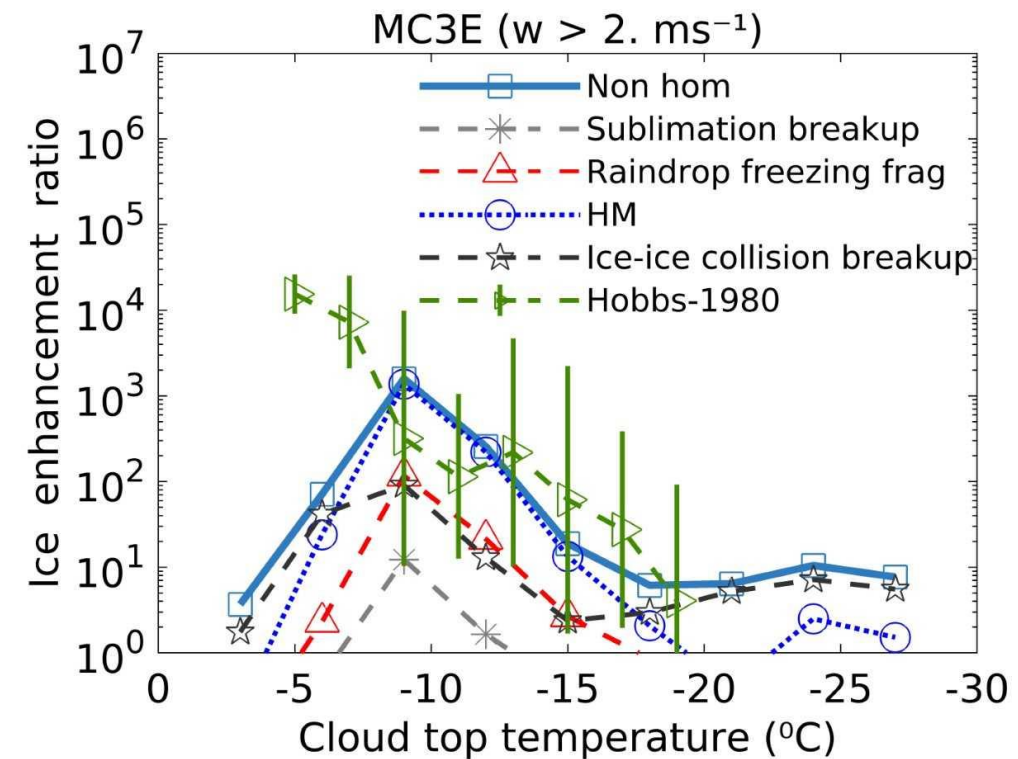 MC3E (w > 2. ms⁻¹)
Ice enhancement ratio
10⁷
10⁶
10⁵
10⁴
10³
10²
10¹
10⁰
Non hom
Sublimation breakup
Raindrop freezing frag
HM
Ice-ice collision breakup
Hobbs-1980
0 -5 -10 -15 -20 -25 -30
Cloud top temperature (⁰C)